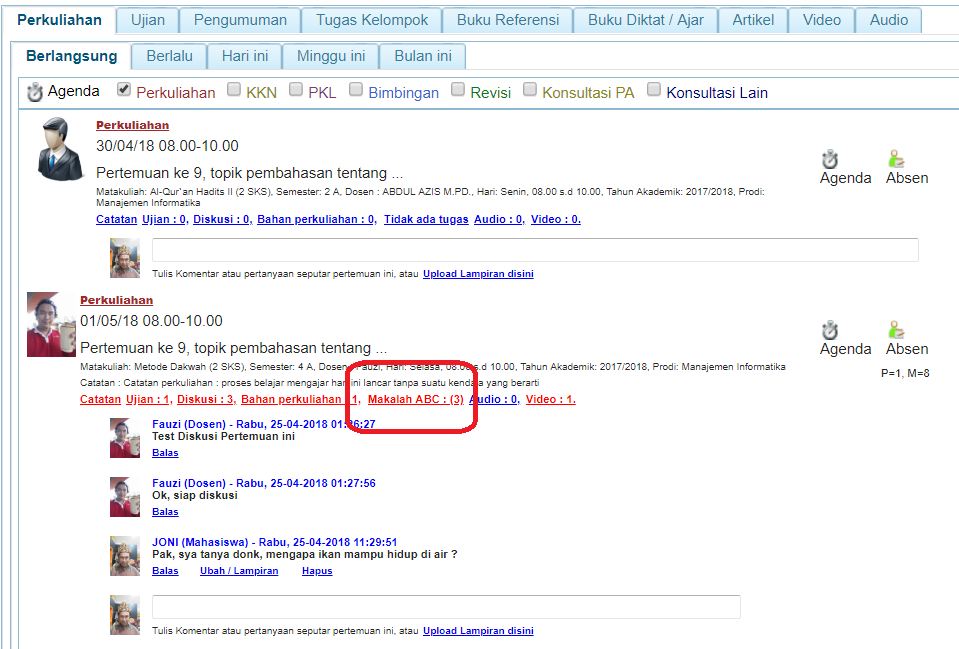 Perkuliahan Ujian Pengumuman Tugas Kelompok Buku Referensi Buku Diktat / Ajar Artikel Video Audio
Berlangsung Berlalu Hari ini Minggu ini Bulan ini
Agenda Perkuliahan KKN PKL Bimbingan Revisi Konsultasi PA Konsultasi Lain
Perkuliahan
30/04/18 08.00-10.00
Pertemuan ke 9, topik pembahasan tentang ...
Agenda Absen
Matakuliah: Al-Qur`an Hadits II (2 SKS), Semester: 2 A, Dosen : ABDUL AZIS M.PD., Hari: Senin, 08.00 s.d 10.00, Tahun Akademik: 2017/2018, Prodi:
Manajemen Informatika
Catatan Ujian : 0, Diskusi : 0, Bahan perkuliahan : 0, Tidak ada tugas Audio : 0, Video : 0.
Tulis Komentar atau pertanyaan seputar pertemuan ini, atau Upload Lampiran disini
Perkuliahan
01/05/18 08.00-10.00
Pertemuan ke 9, topik pembahasan tentang ...
Agenda Absen
Matakuliah: Metode Dakwah (2 SKS), Semester: 4 A, Dosen Fauzi, Hari: Selasa, 08.00 s.d 10.00, Tahun Akademik: 2017/2018, Prodi: Manajemen Informatika
P=1, M=8
Catatan : Catatan perkuliahan : proses belajar mengajar hari ini lancar tanpa suatu kendala yang berarti
Catatan Ujian : 1, Diskusi : 3, Bahan perkuliahan 1, Makalah ABC : (3) Audio : 0, Video : 1.
Fauzi (Dosen) - Rabu, 25-04-2018 01:26:27
Test Diskusi Pertemuan ini
Balas
Fauzi (Dosen) - Rabu, 25-04-2018 01:27:56
Ok, siap diskusi
Balas
JONI (Mahasiswa) - Rabu, 25-04-2018 11:29:51
Pak, sya tanya donk, mengapa ikan mampu hidup di air ?
Balas Ubah / Lampiran Hapus
Tulis Komentar atau pertanyaan seputar pertemuan ini, atau Upload Lampiran disini